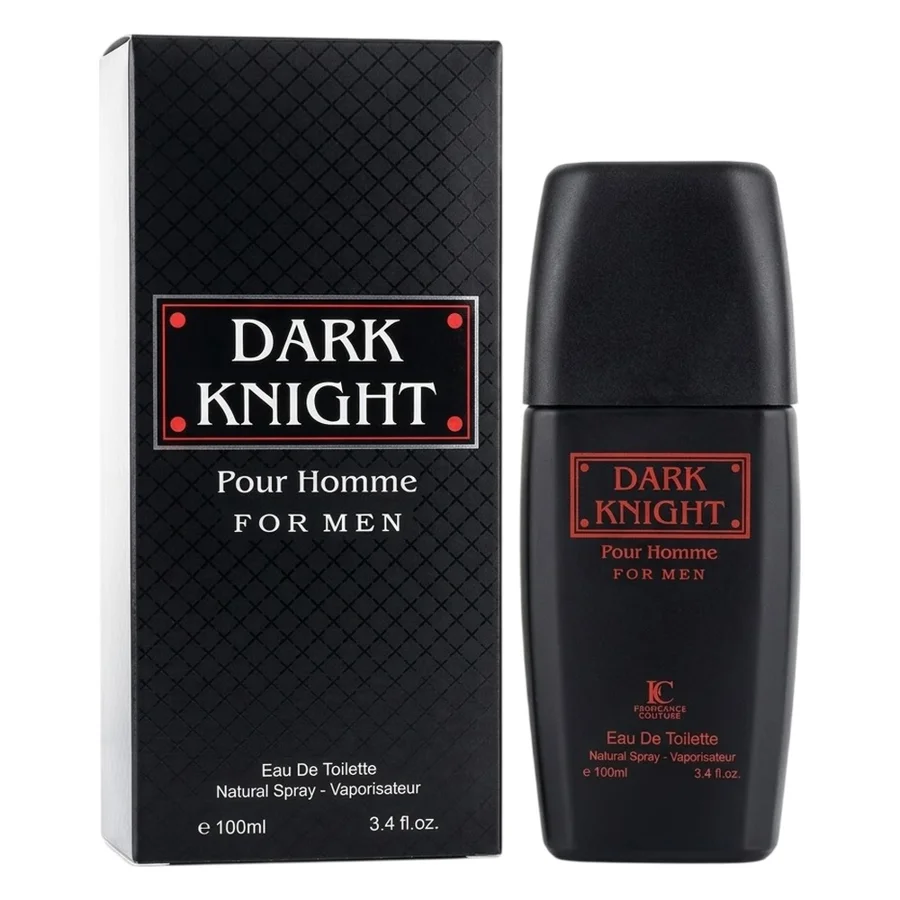 DARK
KNIGHT
Pour Homme
FOR MEN
Eau De Toilette
Natural Spray - Vaporisateur
e 100ml 3.4 fl.oz.
DARK
KNIGHT
Pour Homme
FOR MEN
COUTURE
Eau De Toilette
Natural Spray - Vaporisateur
e 100ml 3.4 fl.oz.